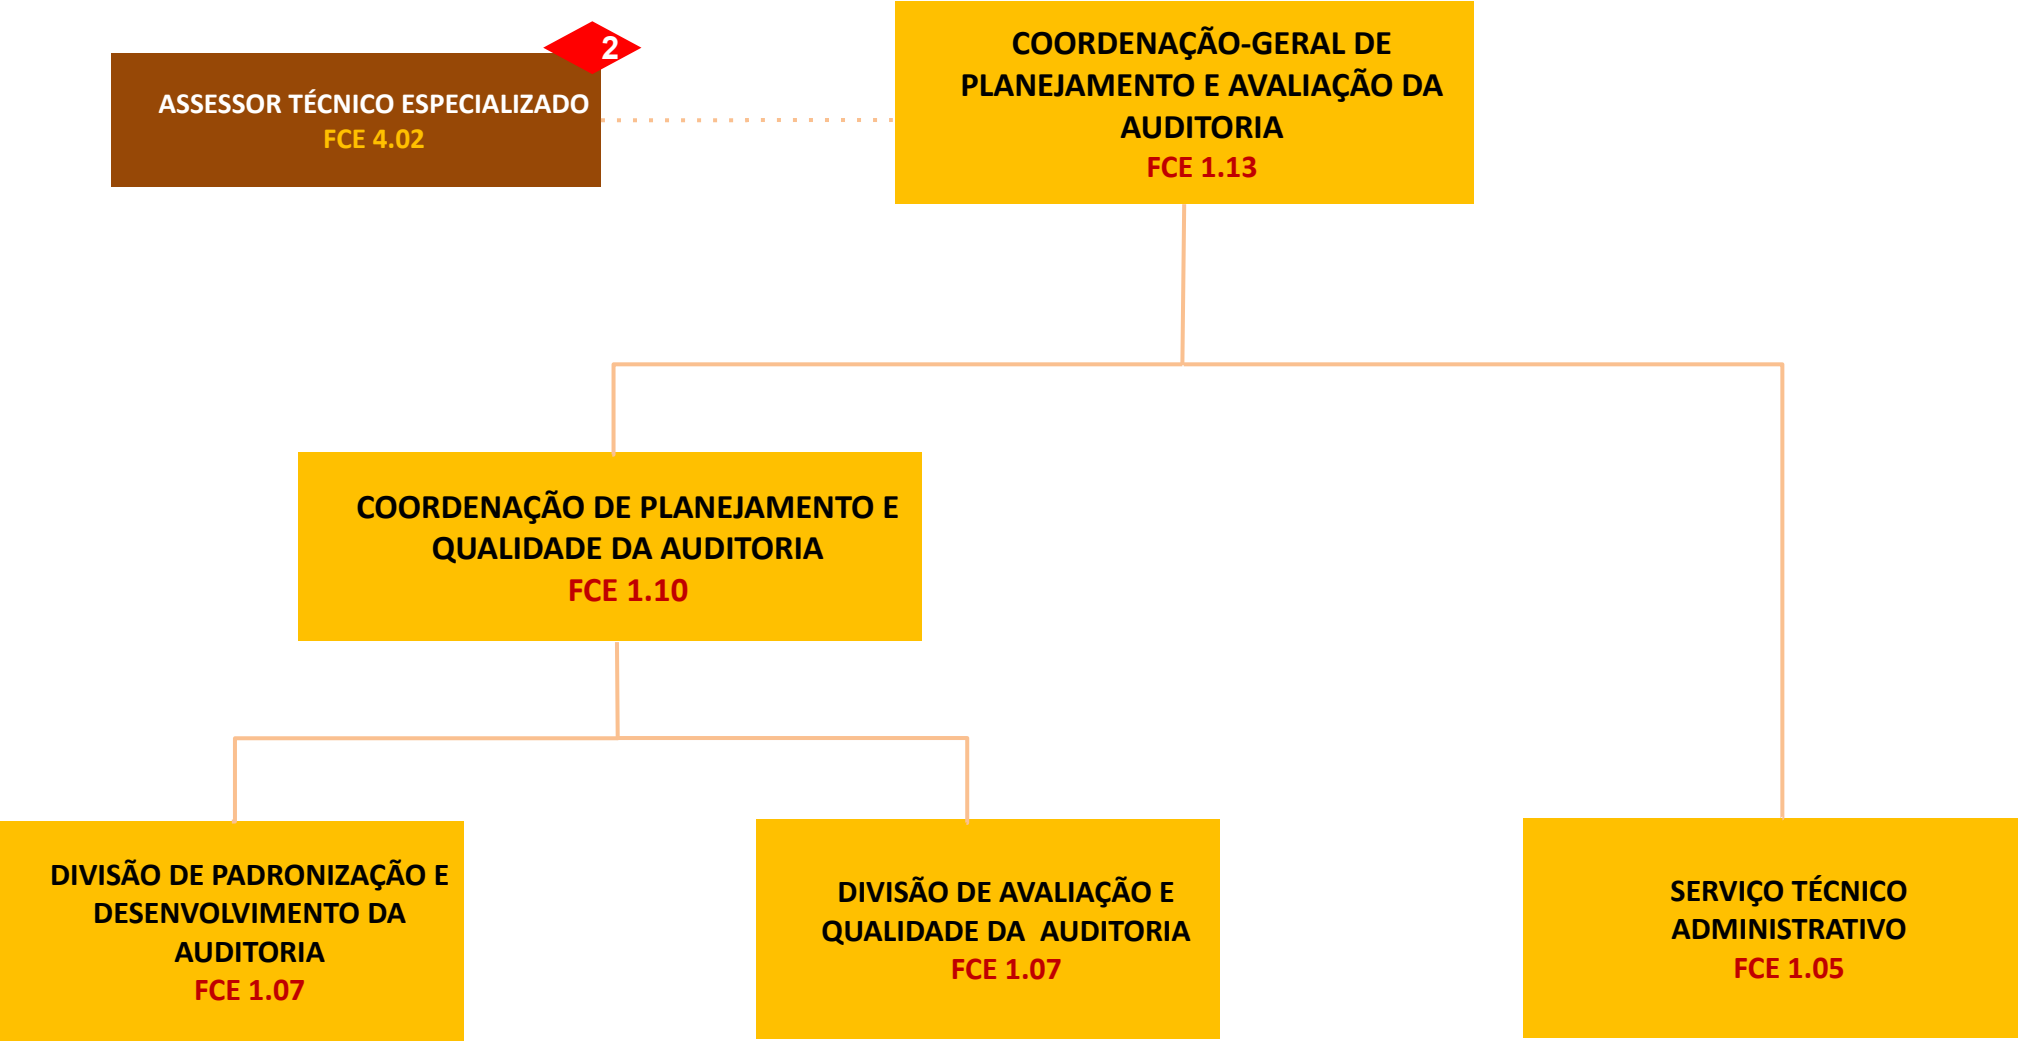 2
ASSESSOR TÉCNICO ESPECIALIZADO
FCE 4.02
COORDENAÇÃO-GERAL DE
PLANEJAMENTO E AVALIAÇÃO DA
AUDITORIA
FCE 1.13
COORDENAÇÃO DE PLANEJAMENTO E
QUALIDADE DA AUDITORIA
FCE 1.10
DIVISÃO DE PADRONIZAÇÃO E
DESENVOLVIMENTO DA
AUDITORIA
FCE 1.07
DIVISÃO DE AVALIAÇÃO E
QUALIDADE DA  AUDITORIA
FCE 1.07
SERVIÇO TÉCNICO
ADMINISTRATIVO
FCE 1.05